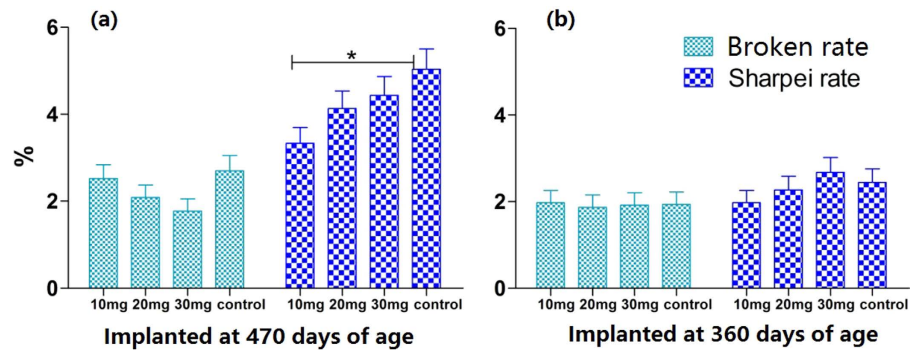 (a)
(b)
6
4
2
0
%
*
10mg 20mg 30mg control 10mg 20mg 30mg control
Implanted at 470 days of age
6
4
2
0
Broken rate
Sharpei rate
10mg 20mg 30mg control 10mg 20mg 30mg control
Implanted at 360 days of age